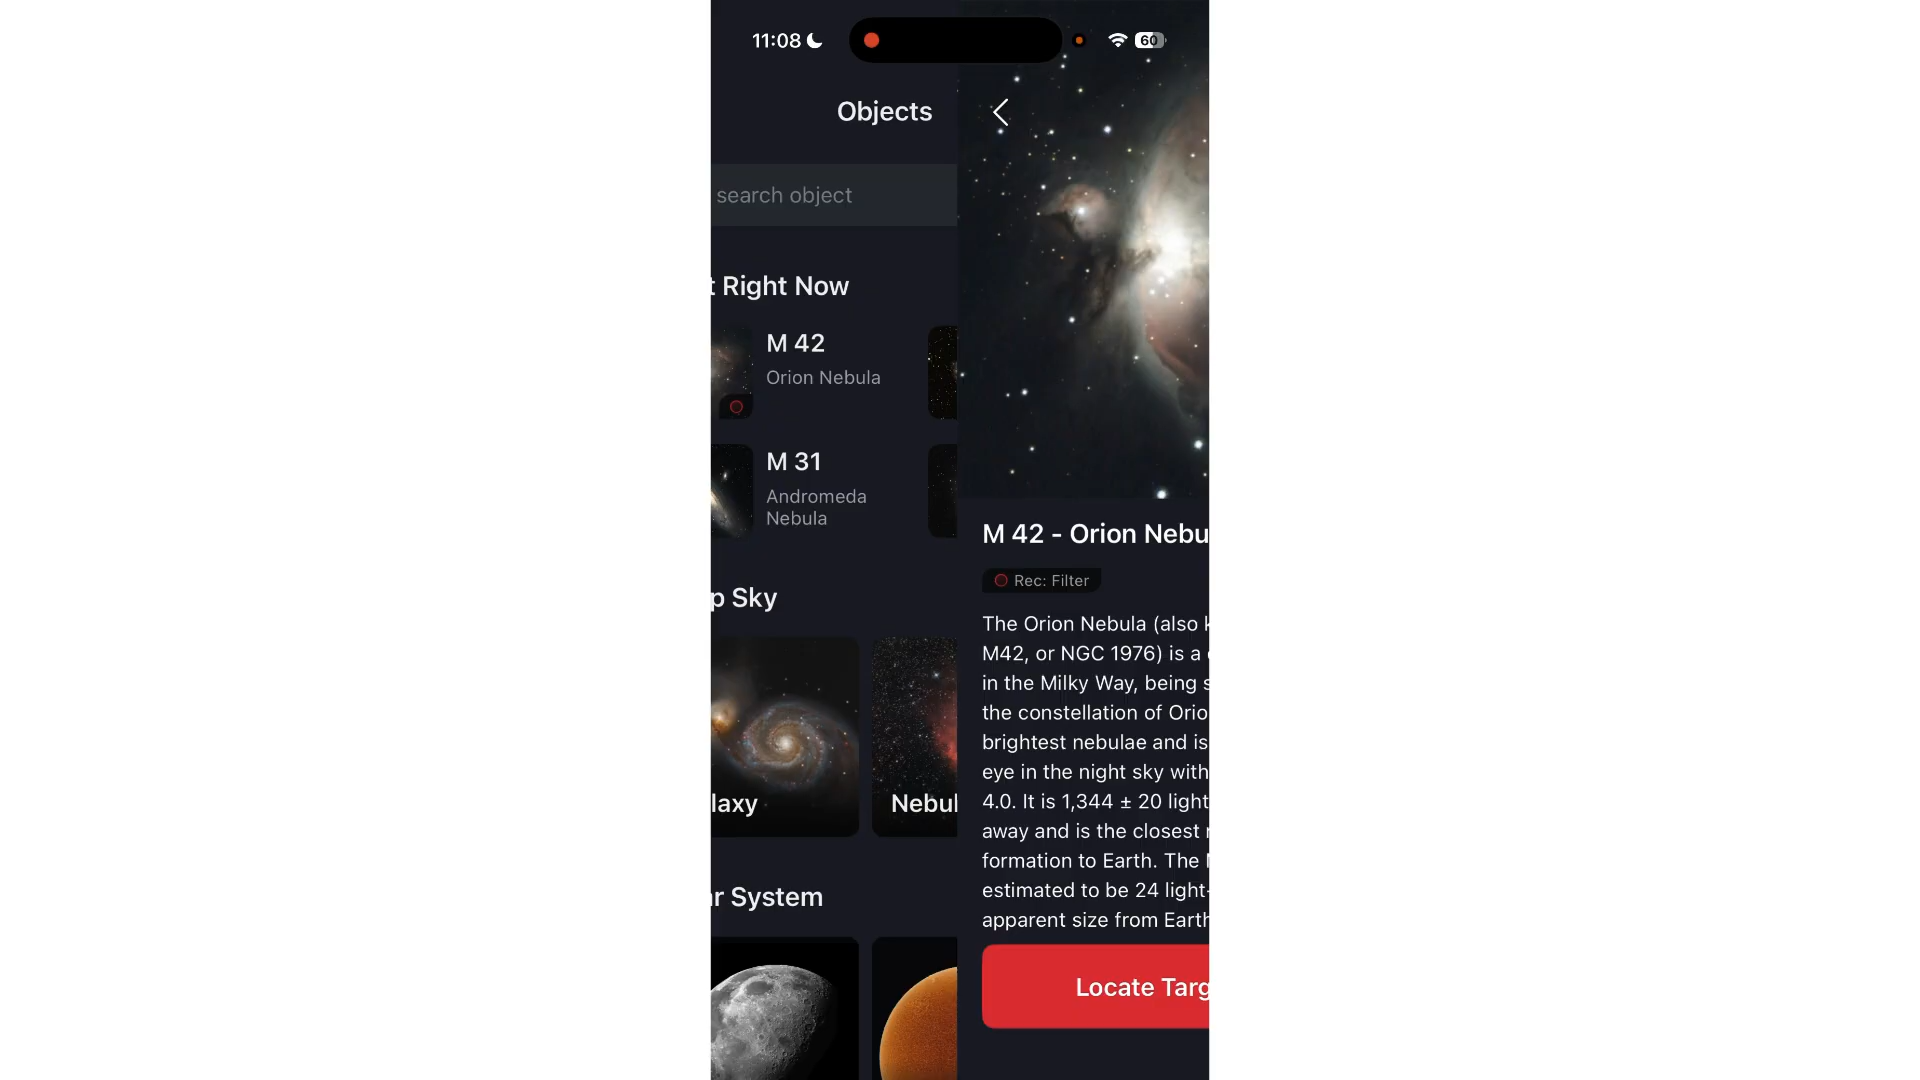 11:08
60
Objects
search object
Right Now
M 42
Orion Nebula
M 31
Andromeda
Nebula
p Sky
laxy
Nebul
r System
M 42 - Orion Nebu
Rec: Filter
The Orion Nebula (also
M42, or NGC 1976) is a
in the Milky Way, being s
the constellation of Orio
brightest nebulae and is
eye in the night sky with
4.0. It is 1,344 ± 20 light
away and is the closest
formation to Earth. The
estimated to be 24 light-
apparent size from Earth
Locate Targ